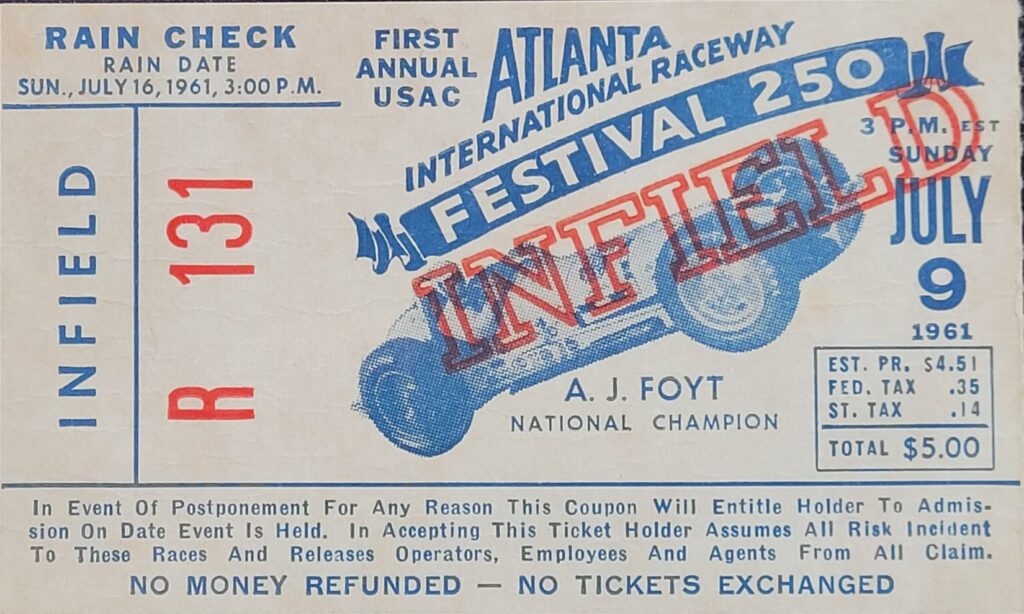 RAIN CHECK
RAIN DATE
SUN., JULY 16, 1961, 3:00 P.M.
INFIELD
R 131
FIRST
ANNUAL
USAC
ATLANTA
INTERNATIONAL RACEWAY
FESTIVAL 250
INFIELD
3 P.M. EST
SUNDAY
JULY
9
1961
A. J. FOYT
NATIONAL CHAMPION
EST. PR. $4.51
FED. TAX .35
ST. TAX .14
TOTAL $5.00
In Event Of Postponement For Any Reason This Coupon Will Entitle Holder To Admis-
sion On Date Event Is Held. In Accepting This Ticket Holder Assumes All Risk Incident
To These Races And Releases Operators, Employees And Agents From All Claim.
NO MONEY REFUNDED — NO TICKETS EXCHANGED